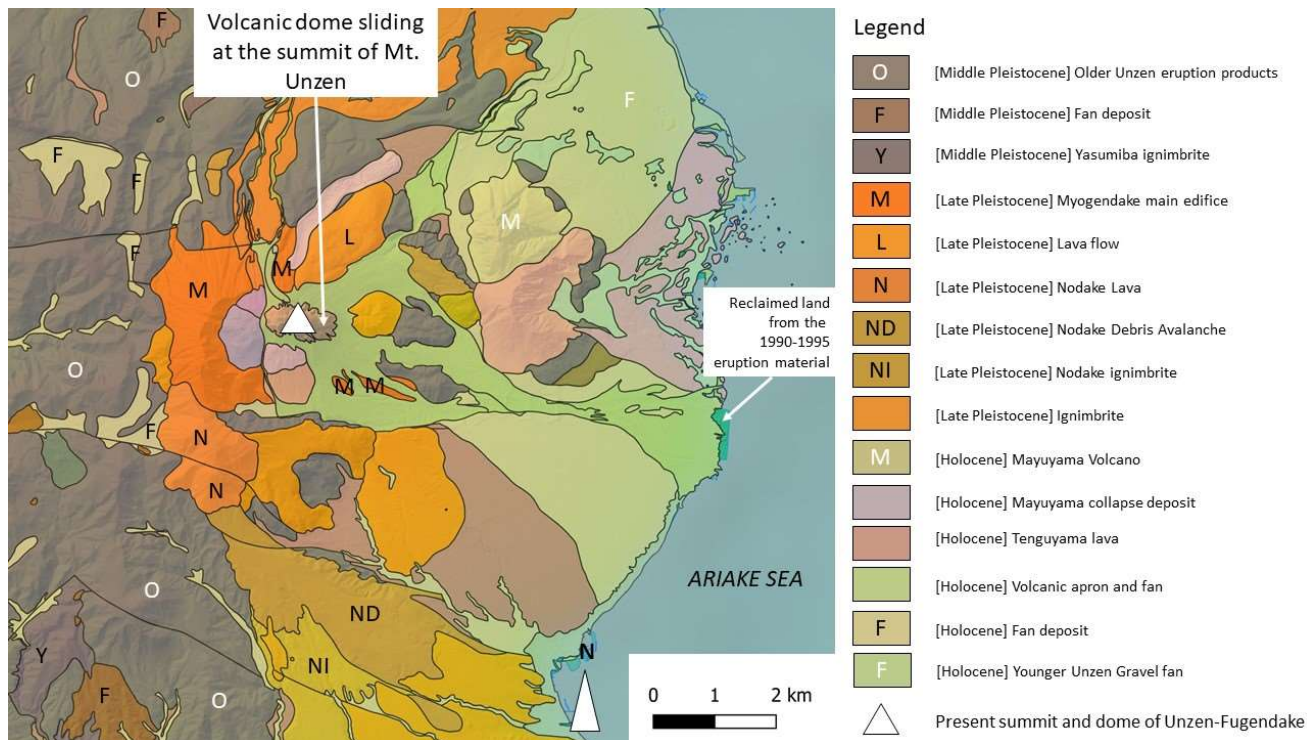 Volcanic dome sliding
at the summit of Mt.
Unzen
F
O
F
F
F
F
M
L
M
M
Reclaimed land
from the
1990-1995
eruption material
O
M
M
F
N
N
ARIAKE SEA
O
ND
Y
NI
F
O
N
0 1 2 km
Legend
O [Middle Pleistocene] Older Unzen eruption products
F [Middle Pleistocene] Fan deposit
Y [Middle Pleistocene] Yasumiba ignimbrite
M [Late Pleistocene] Myogendake main edifice
L [Late Pleistocene] Lava flow
N [Late Pleistocene] Nodake Lava
ND [Late Pleistocene] Nodake Debris Avalanche
NI [Late Pleistocene] Nodake ignimbrite
[Late Pleistocene] Ignimbrite
M [Holocene] Mayuyama Volcano
[Holocene] Mayuyama collapse deposit
[Holocene] Tenguyama lava
[Holocene] Volcanic apron and fan
F [Holocene] Fan deposit
F [Holocene] Younger Unzen Gravel fan
Present summit and dome of Unzen-Fugendake